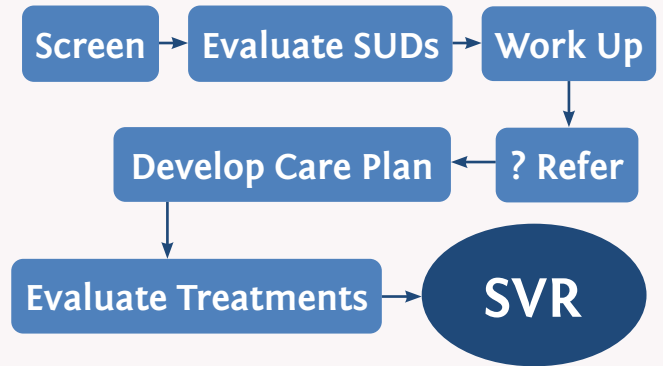 Screen
Evaluate SUDs
Work Up
? Refer
Develop Care Plan
Evaluate Treatments
SVR